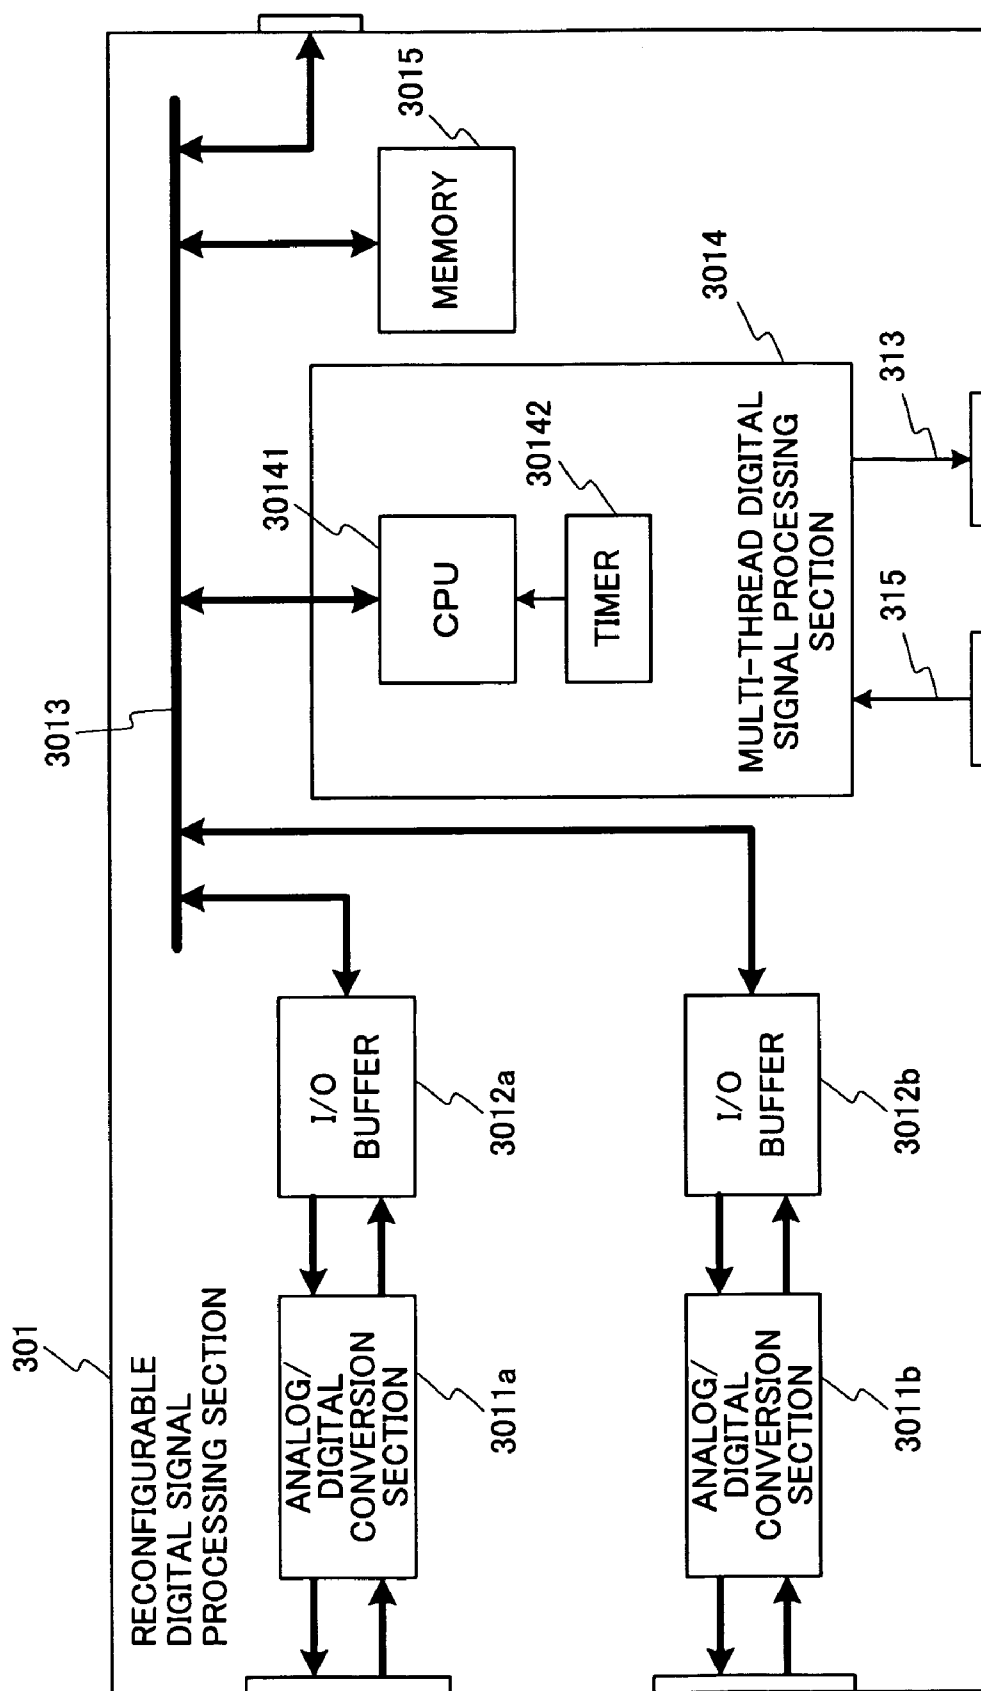 301
RECONFIGURABLE
DIGITAL SIGNAL
PROCESSING SECTION
3013
ANALOG/
DIGITAL
CONVERSION
SECTION
3011a
I/O
BUFFER
3012a
ANALOG/
DIGITAL
CONVERSION
SECTION
3011b
I/O
BUFFER
3012b
30141
CPU
30142
TIMER
MULTI-THREAD DIGITAL
SIGNAL PROCESSING
SECTION
3014
MEMORY
3015
315
313